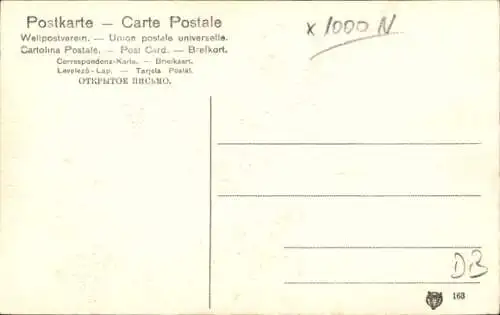 Postkarte – Carte Postale
Weltpostverein. — Union postale universelle.
Cartolina Postale. — Post Card. — Brefkort.
Correspondenz-Karte. — Briefkaart.
Levelező-Lap. — Tarjeta Postal.
ОТКРЫТОЕ ПИСЬМО.
x 1000 N
DB
163